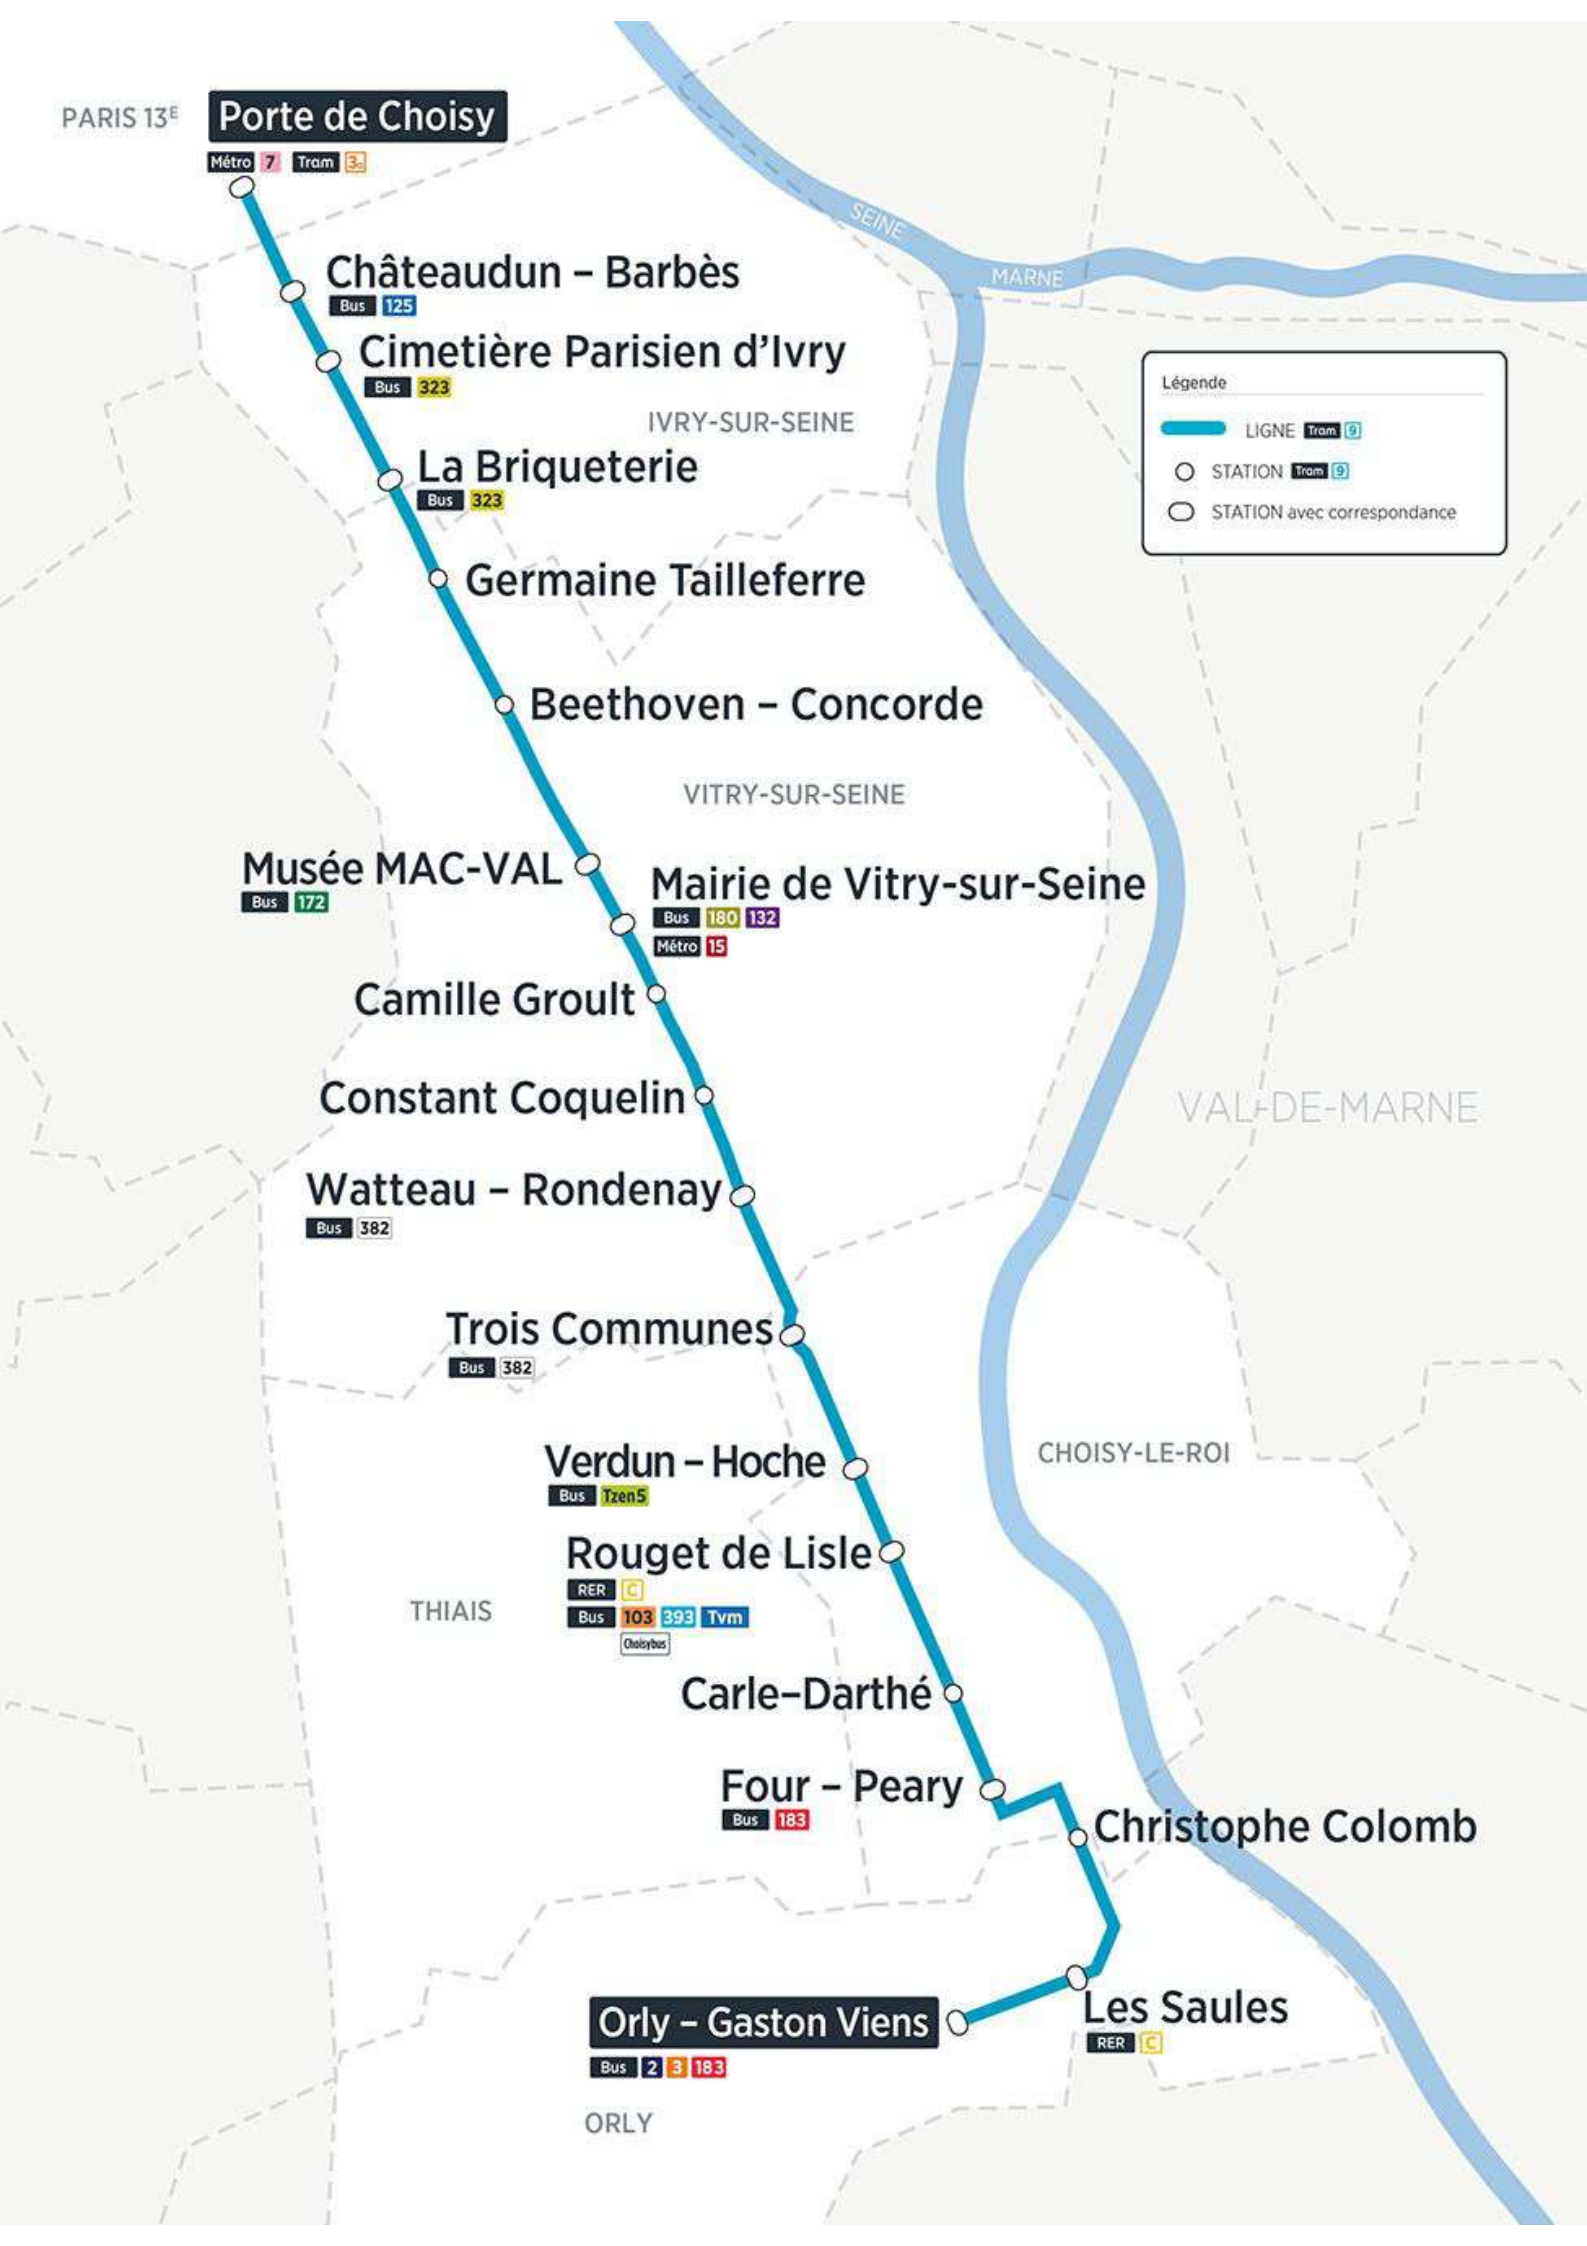 PARIS 13E
Porte de Choisy
Métro 7 Tram 3a
SEINE
MARNE
Châteaudun – Barbès
Bus 125
Cimetière Parisien d’Ivry
Bus 323
IVRY-SUR-SEINE
Légende
LIGNE Tram 9
STATION Tram 9
STATION avec correspondance
La Briqueterie
Bus 323
Germaine Tailleferre
Beethoven – Concorde
VITRY-SUR-SEINE
Musée MAC-VAL
Bus 172
Mairie de Vitry-sur-Seine
Bus 180 132
Métro 15
Camille Groult
Constant Coquelin
VAL-DE-MARNE
Watteau – Rondenay
Bus 382
Trois Communes
Bus 382
Verdun – Hoche
Bus Tzen5
CHOISY-LE-ROI
Rouget de Lisle
RER C
Bus 103 393 Tvm
Choisybus
THIAIS
Carle–Darthé
Four – Peary
Bus 183
Christophe Colomb
Les Saules
RER C
Orly – Gaston Viens
Bus 2 3 183
ORLY